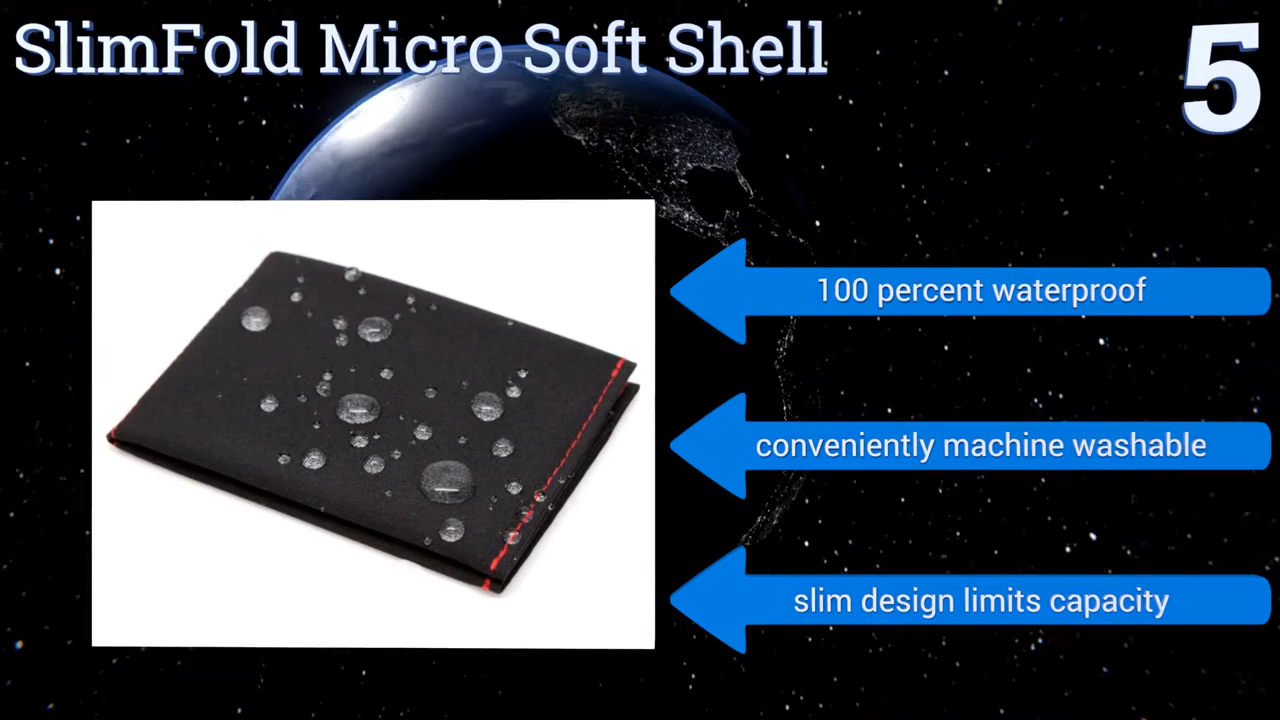 SlimFold Micro Soft Shell
5
100 percent waterproof
conveniently machine washable
slim design limits capacity